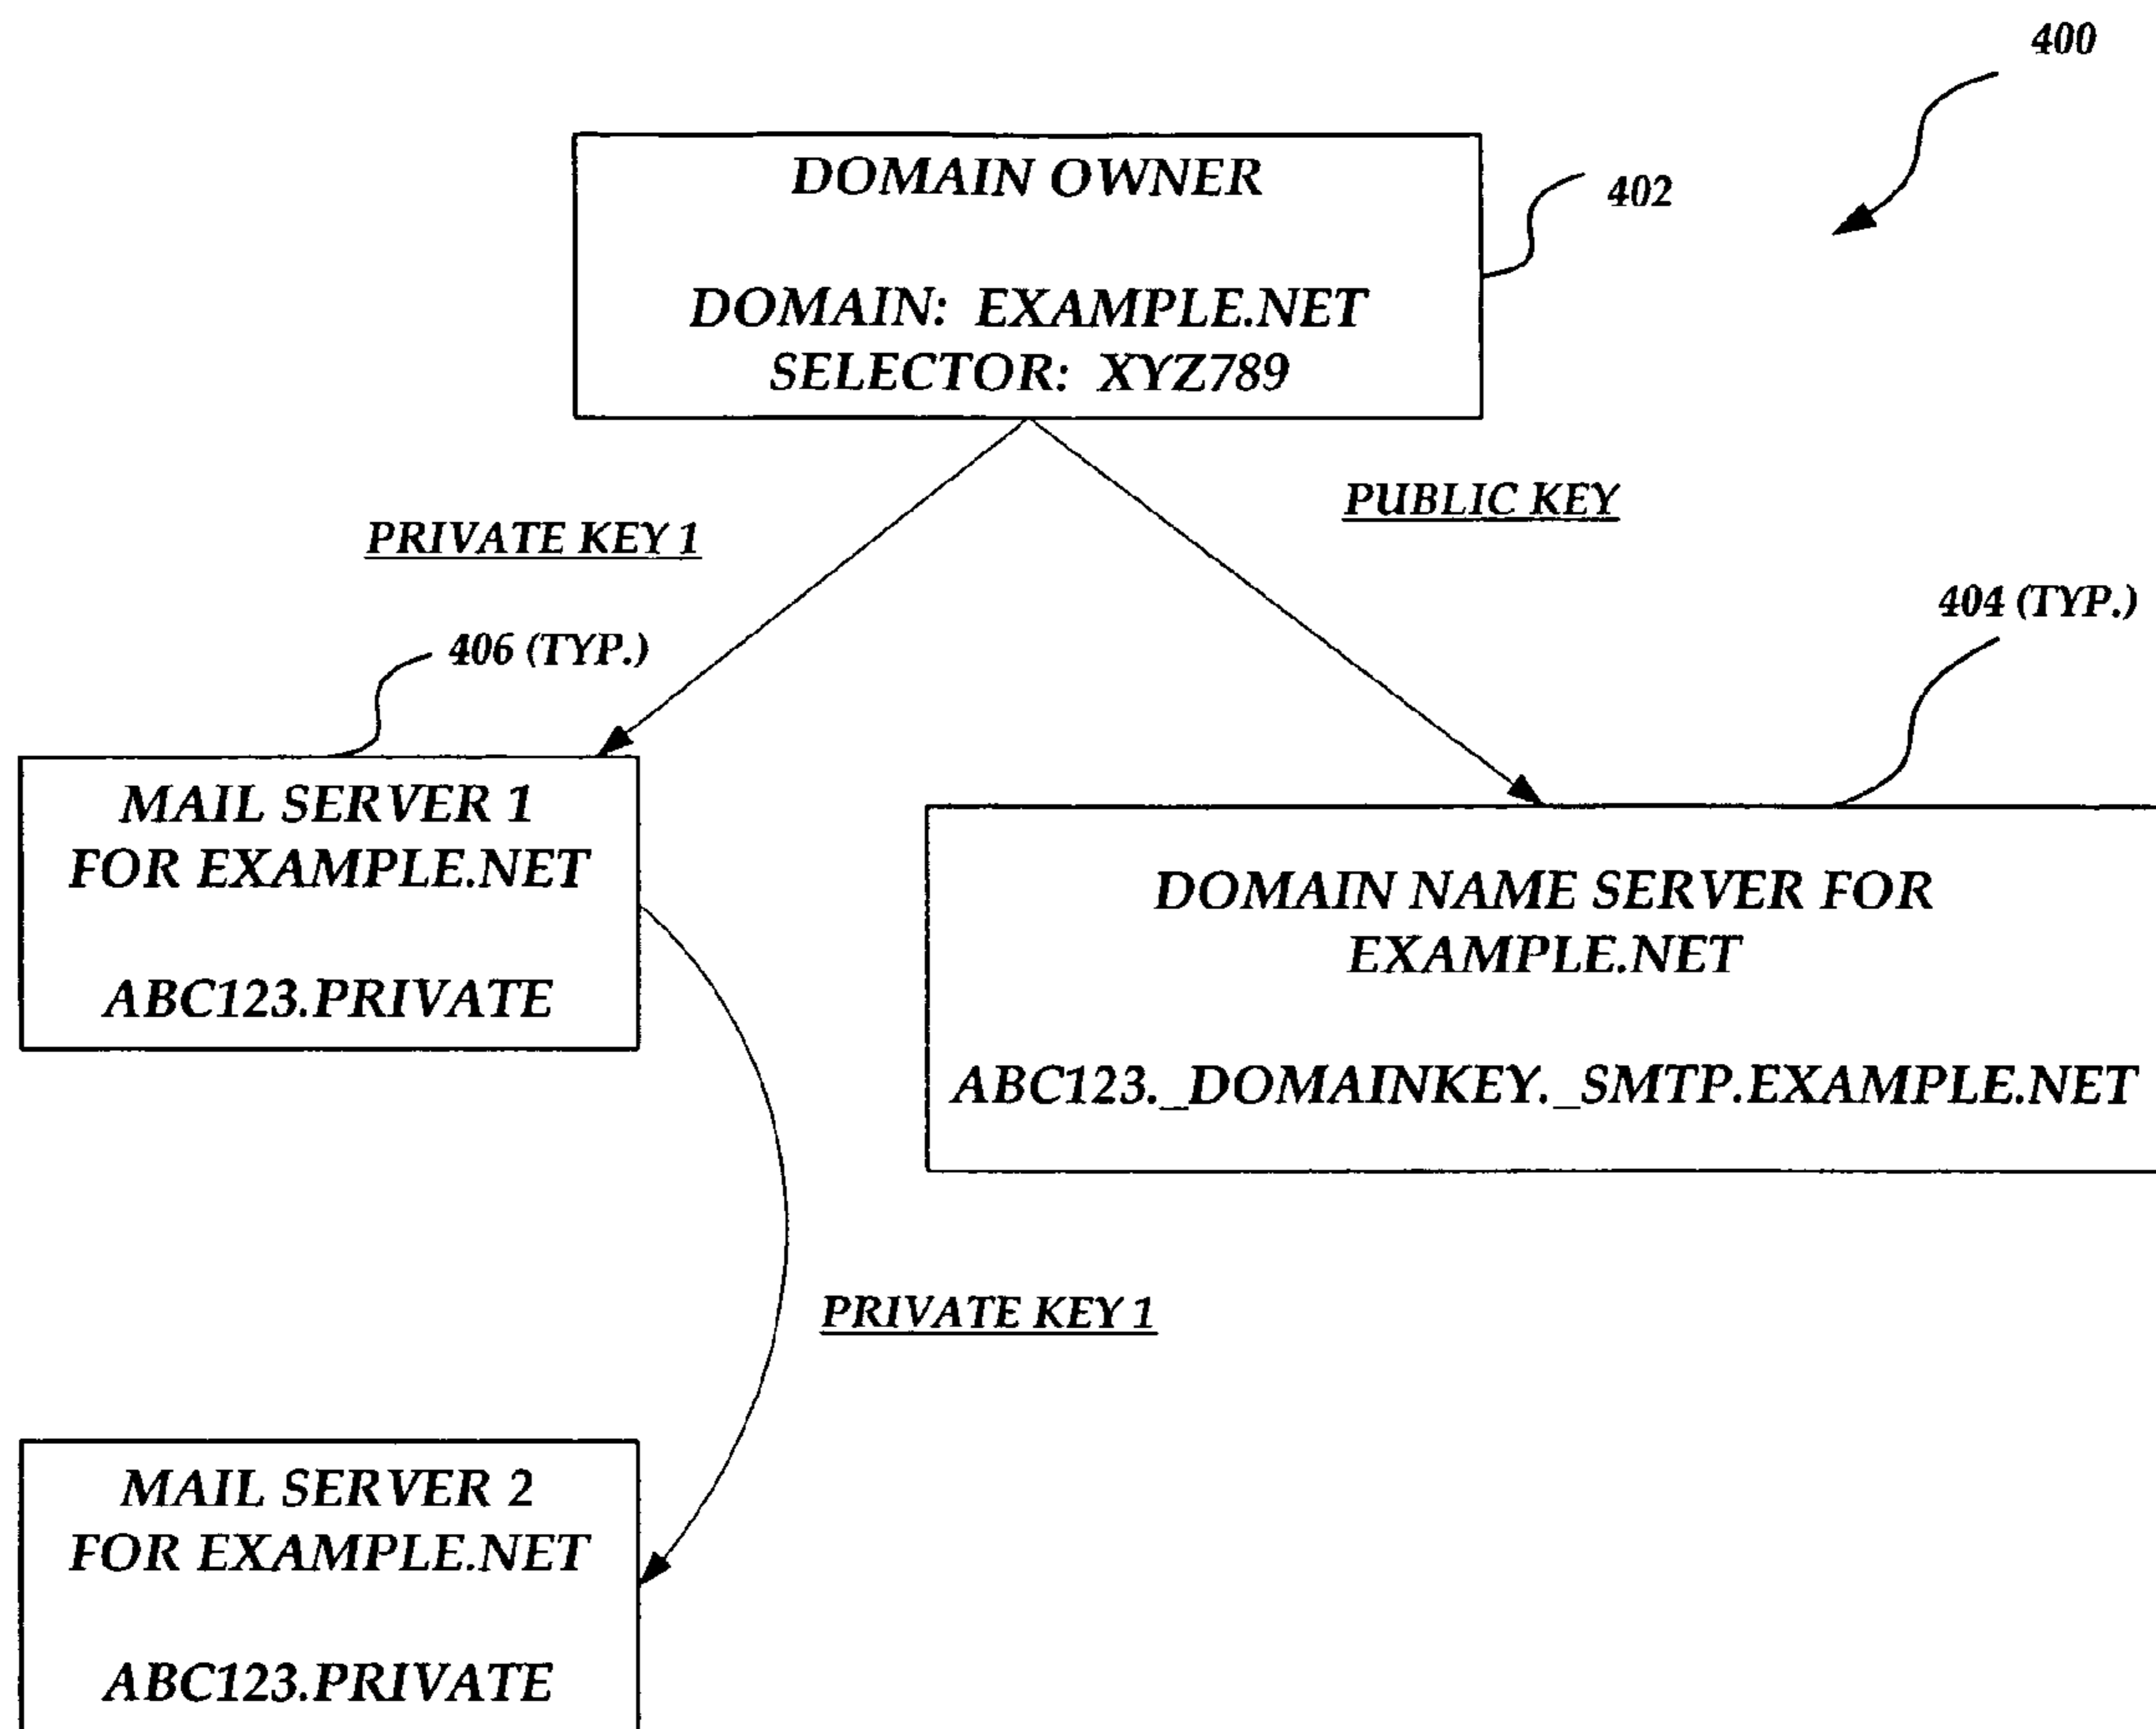 400
DOMAIN OWNER
402
DOMAIN: EXAMPLE.NET
SELECTOR: XYZ789
PUBLIC KEY
PRIVATE KEY 1
404 (TYP.)
406 (TYP.)
MAIL SERVER 1
FOR EXAMPLE.NET
ABC123.PRIVATE
DOMAIN NAME SERVER FOR
EXAMPLE.NET
ABC123._DOMAINKEY._SMTP.EXAMPLE.NET
PRIVATE KEY 1
MAIL SERVER 2
FOR EXAMPLE.NET
ABC123.PRIVATE